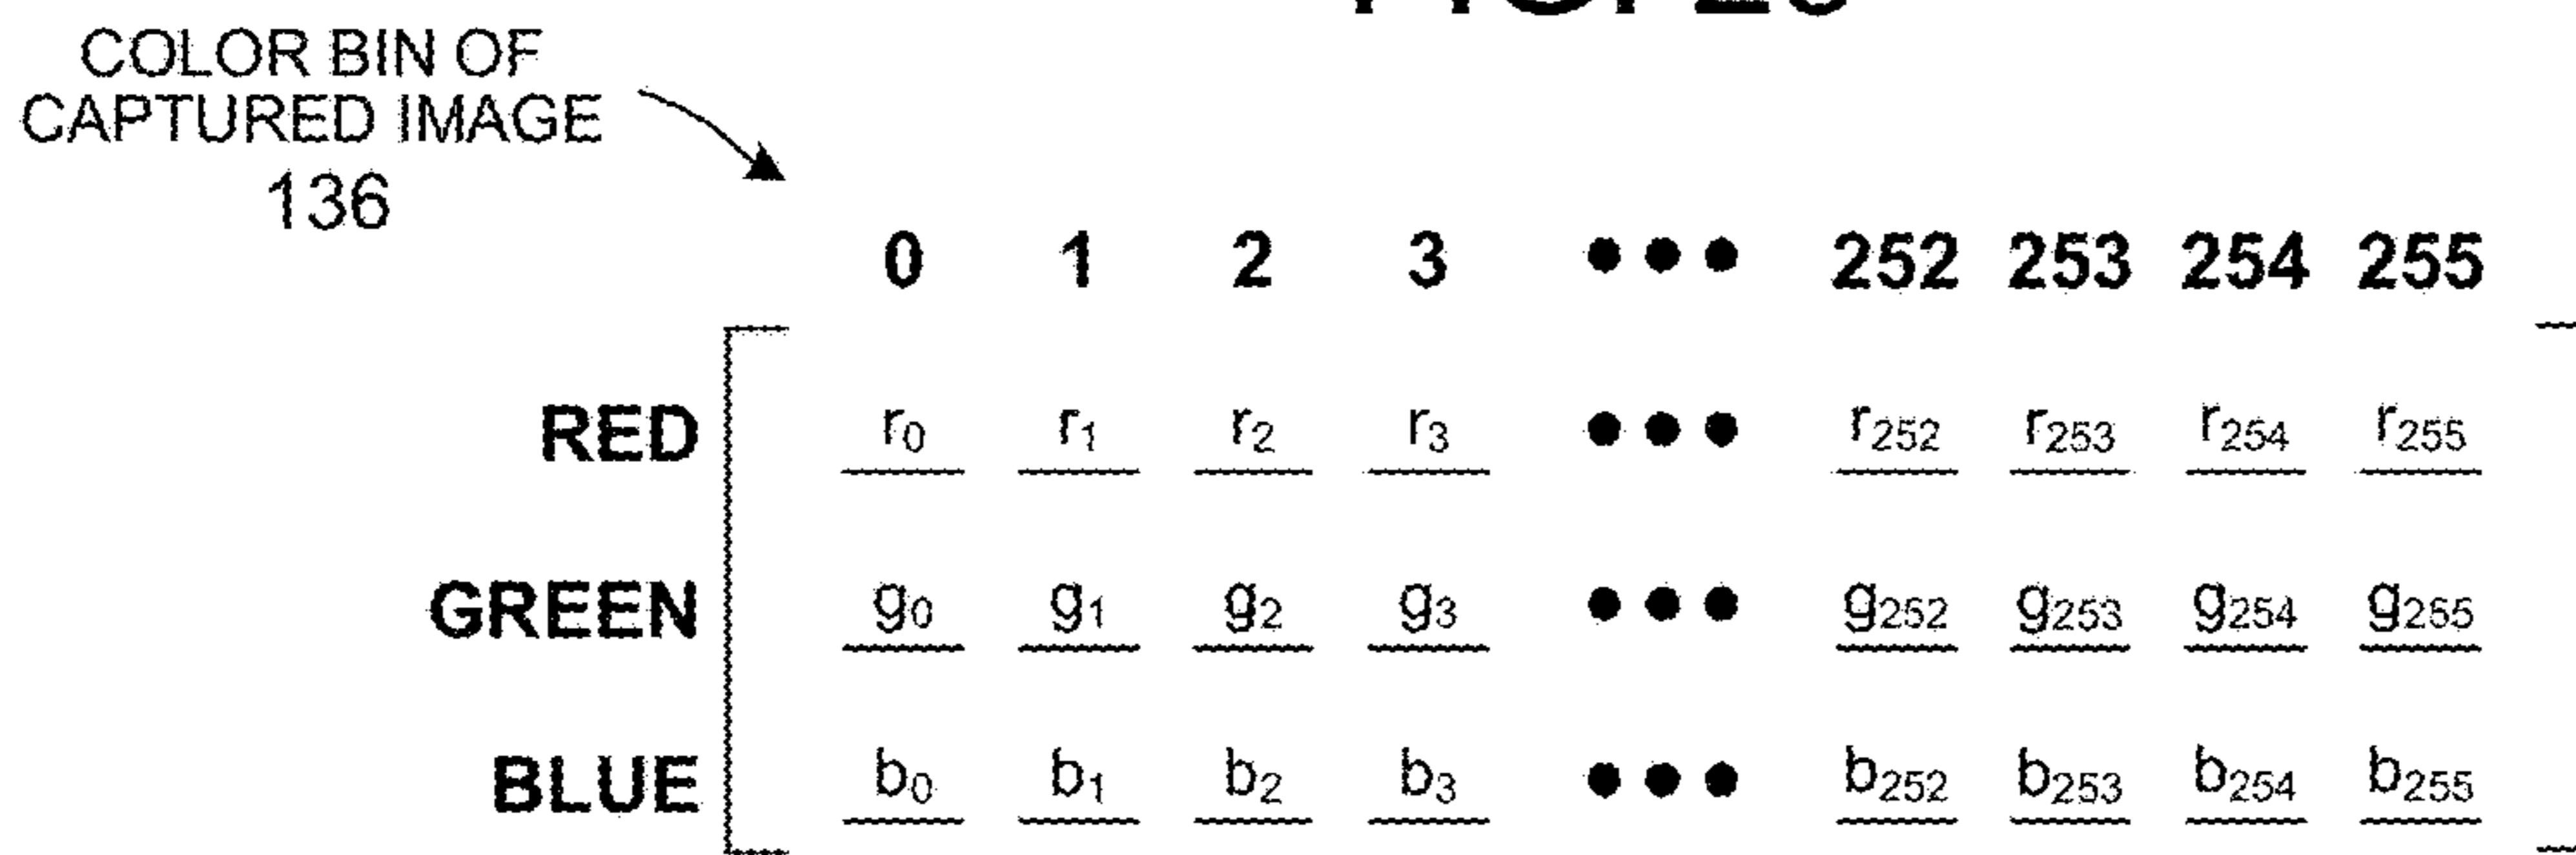 COLOR BIN OF
CAPTURED IMAGE
136
0 1 2 3 ●●● 252 253 254 255
RED r₀ r₁ r₂ r₃ ●●● r₂₅₂ r₂₅₃ r₂₅₄ r₂₅₅
GREEN g₀ g₁ g₂ g₃ ●●● g₂₅₂ g₂₅₃ g₂₅₄ g₂₅₅
BLUE b₀ b₁ b₂ b₃ ●●● b₂₅₂ b₂₅₃ b₂₅₄ b₂₅₅